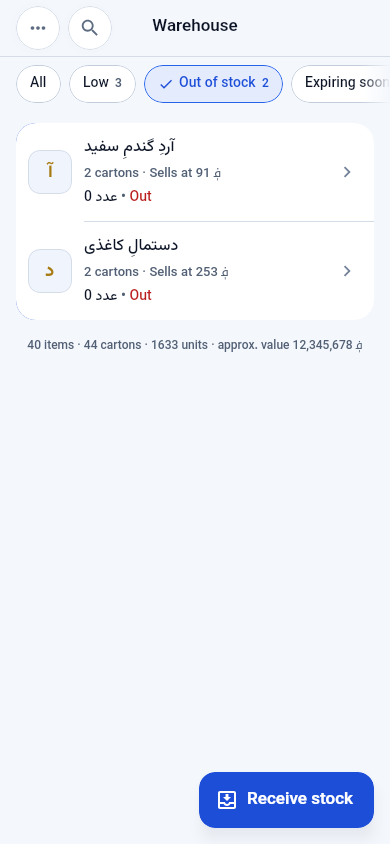 Warehouse
All
Low 3
Out of stock 2
Expiring soon
آ
آردِ گندمِ سفید
2 cartons · Sells at 91 ؋
0 عدد • Out
د
دستمالِ کاغذی
2 cartons · Sells at 253 ؋
0 عدد • Out
40 items · 44 cartons · 1633 units · approx. value 12,345,678 ؋
Receive stock